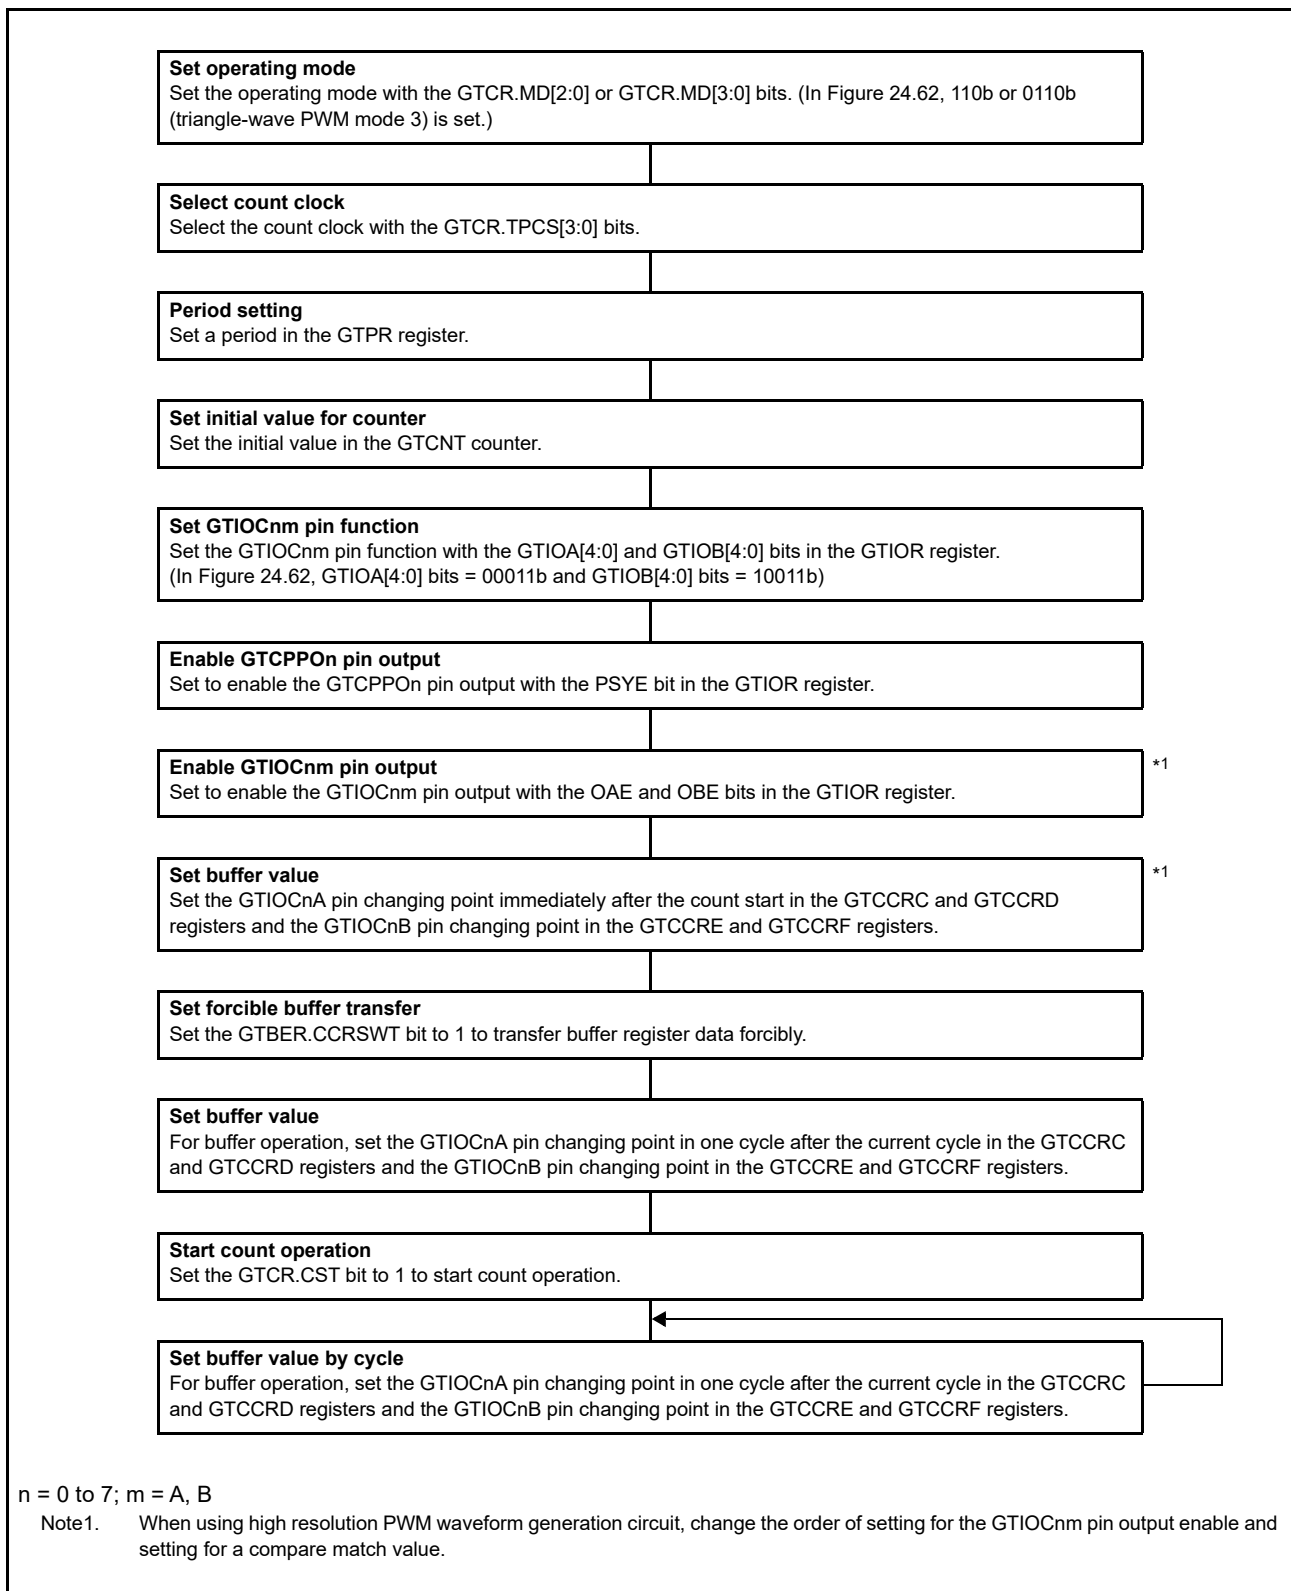 Set operating mode
Set the operating mode with the GTCR.MD[2:0] or GTCR.MD[3:0] bits. (In Figure 24.62, 110b or 0110b
(triangle-wave PWM mode 3) is set.)
Select count clock
Select the count clock with the GTCR.TPCS[3:0] bits.
Period setting
Set a period in the GTPR register.
Set initial value for counter
Set the initial value in the GTCNT counter.
Set GTIOCnm pin function
Set the GTIOCnm pin function with the GTIOA[4:0] and GTIOB[4:0] bits in the GTIOR register.
(In Figure 24.62, GTIOA[4:0] bits = 00011b and GTIOB[4:0] bits = 10011b)
Enable GTCPPOn pin output
Set to enable the GTCPPOn pin output with the PSYE bit in the GTIOR register.
Enable GTIOCnm pin output *1
Set to enable the GTIOCnm pin output with the OAE and OBE bits in the GTIOR register.
Set buffer value *1
Set the GTIOCnA pin changing point immediately after the count start in the GTCCRC and GTCCRD
registers and the GTIOCnB pin changing point in the GTCCRE and GTCCRF registers.
Set forcible buffer transfer
Set the GTBER.CCRSWT bit to 1 to transfer buffer register data forcibly.
Set buffer value
For buffer operation, set the GTIOCnA pin changing point in one cycle after the current cycle in the GTCCRC
and GTCCRD registers and the GTIOCnB pin changing point in the GTCCRE and GTCCRF registers.
Start count operation
Set the GTCR.CST bit to 1 to start count operation.
Set buffer value by cycle
For buffer operation, set the GTIOCnA pin changing point in one cycle after the current cycle in the GTCCRC
and GTCCRD registers and the GTIOCnB pin changing point in the GTCCRE and GTCCRF registers.
n = 0 to 7; m = A, B
Note1. When using high resolution PWM waveform generation circuit, change the order of setting for the GTIOCnm pin output enable and
setting for a compare match value.